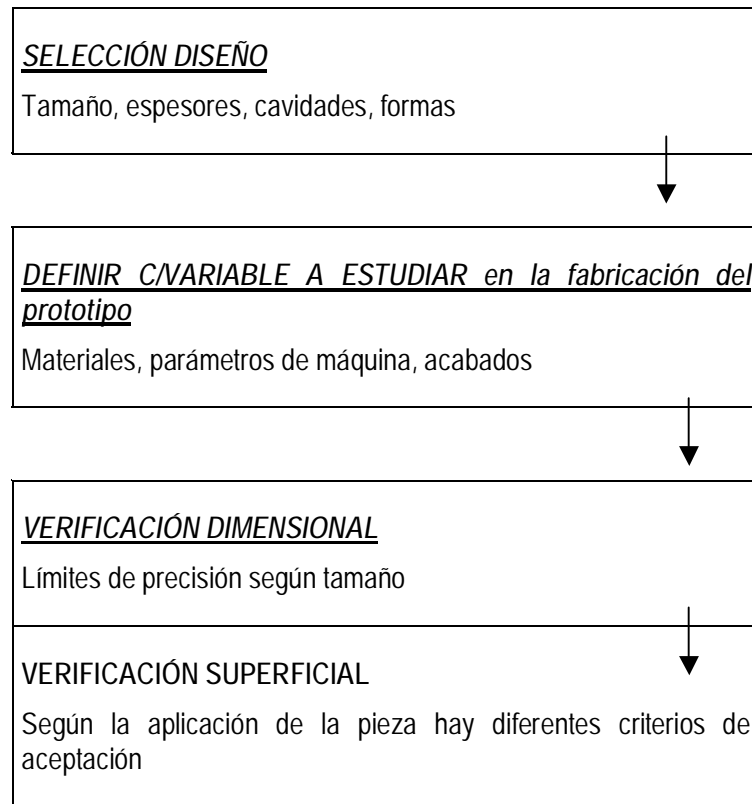 SELECCIÓN DISEÑO
Tamaño, espesores, cavidades, formas
DEFINIR C/VARIABLE A ESTUDIAR en la fabricación del
prototipo
Materiales, parámetros de máquina, acabados
VERIFICACIÓN DIMENSIONAL
Límites de precisión según tamaño
VERIFICACIÓN SUPERFICIAL
Según la aplicación de la pieza hay diferentes criterios de
aceptación